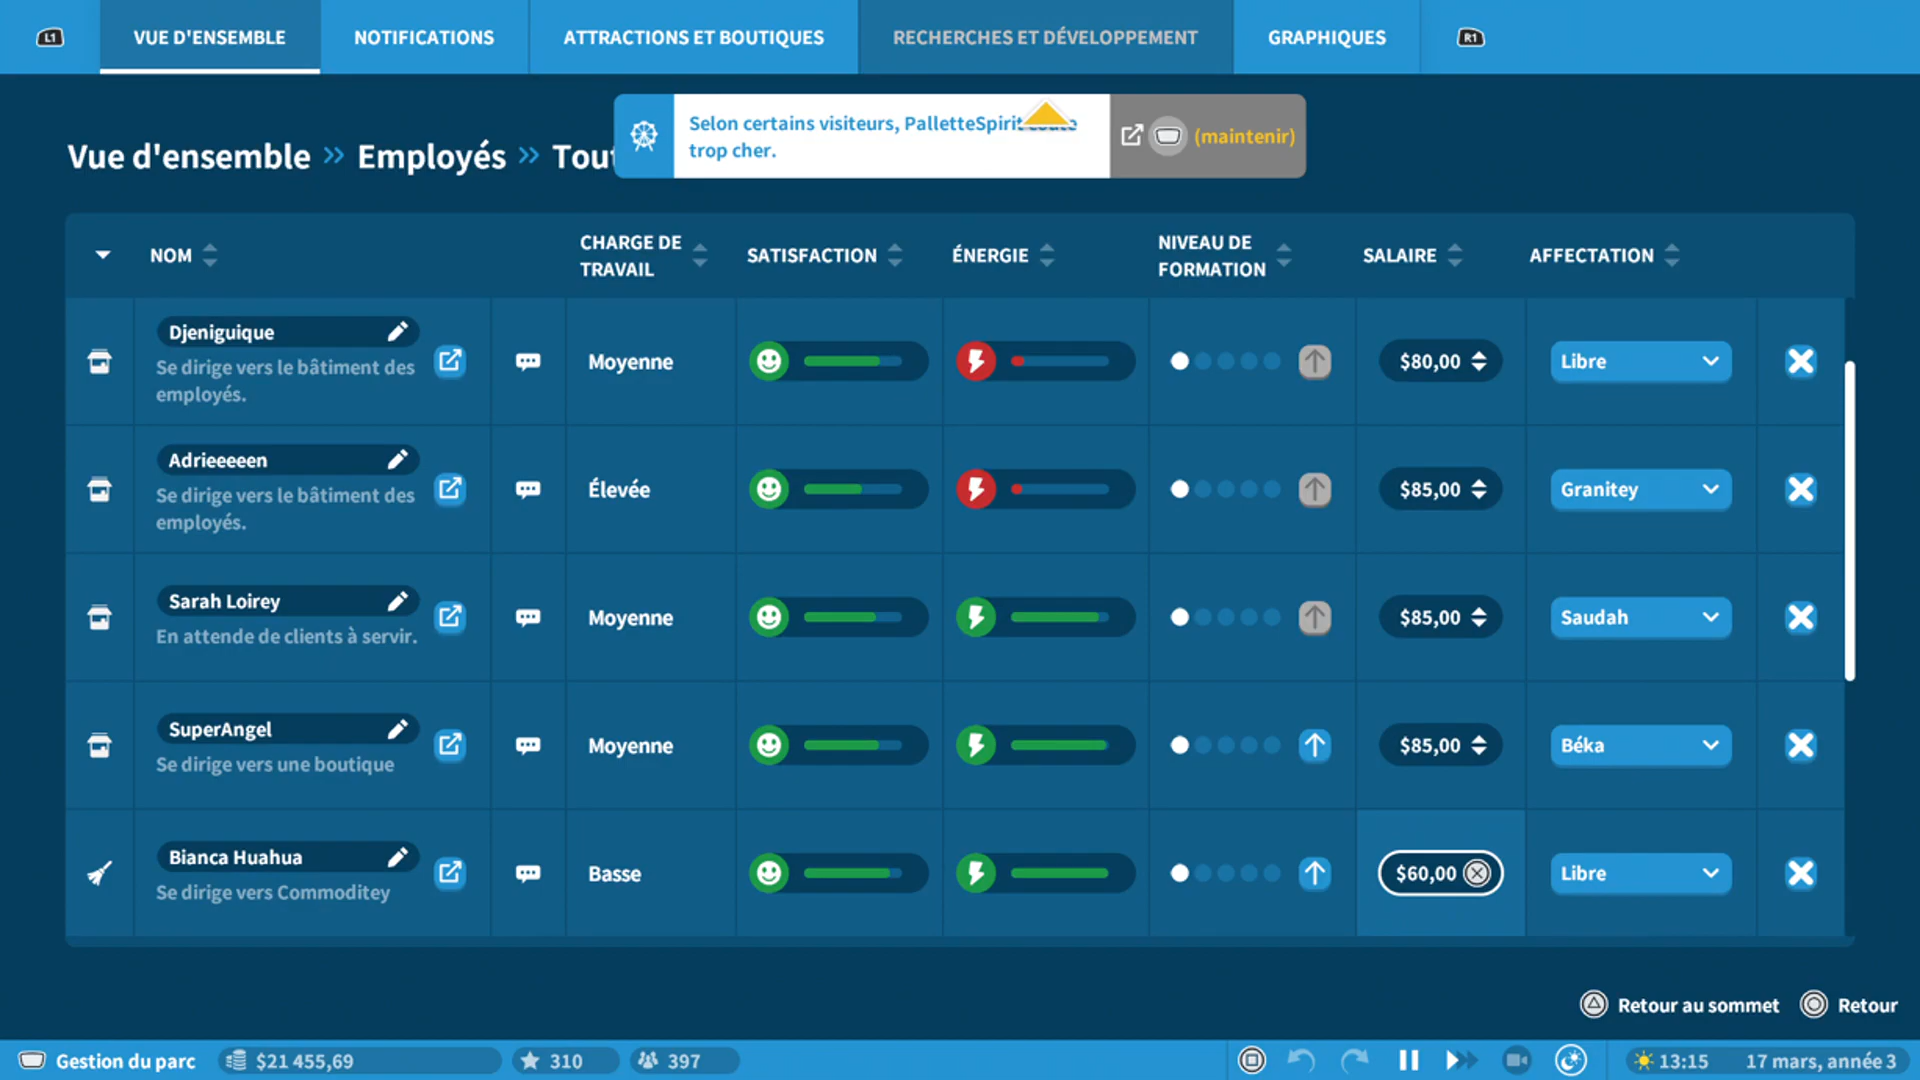 L1
VUE D'ENSEMBLE
NOTIFICATIONS
ATTRACTIONS ET BOUTIQUES
RECHERCHES ET DÉVELOPPEMENT
GRAPHIQUES
R1
Selon certains visiteurs, PalletteSpirit coûte
trop cher.
(maintenir)
Vue d'ensemble » Employés » Tout
NOM
CHARGE DE
TRAVAIL
SATISFACTION
ÉNERGIE
NIVEAU DE
FORMATION
SALAIRE
AFFECTATION
Djeniguique
Se dirige vers le bâtiment des
employés.
Moyenne
$80,00
Libre
Adrieeeeen
Se dirige vers le bâtiment des
employés.
Élevée
$85,00
Granitey
Sarah Loirey
En attende de clients à servir.
Moyenne
$85,00
Saudah
SuperAngel
Se dirige vers une boutique
Moyenne
$85,00
Béka
Bianca Huahua
Se dirige vers Commoditey
Basse
$60,00
Libre
Retour au sommet
Retour
Gestion du parc
$21 455,69
310
397
13:15
17 mars, année 3